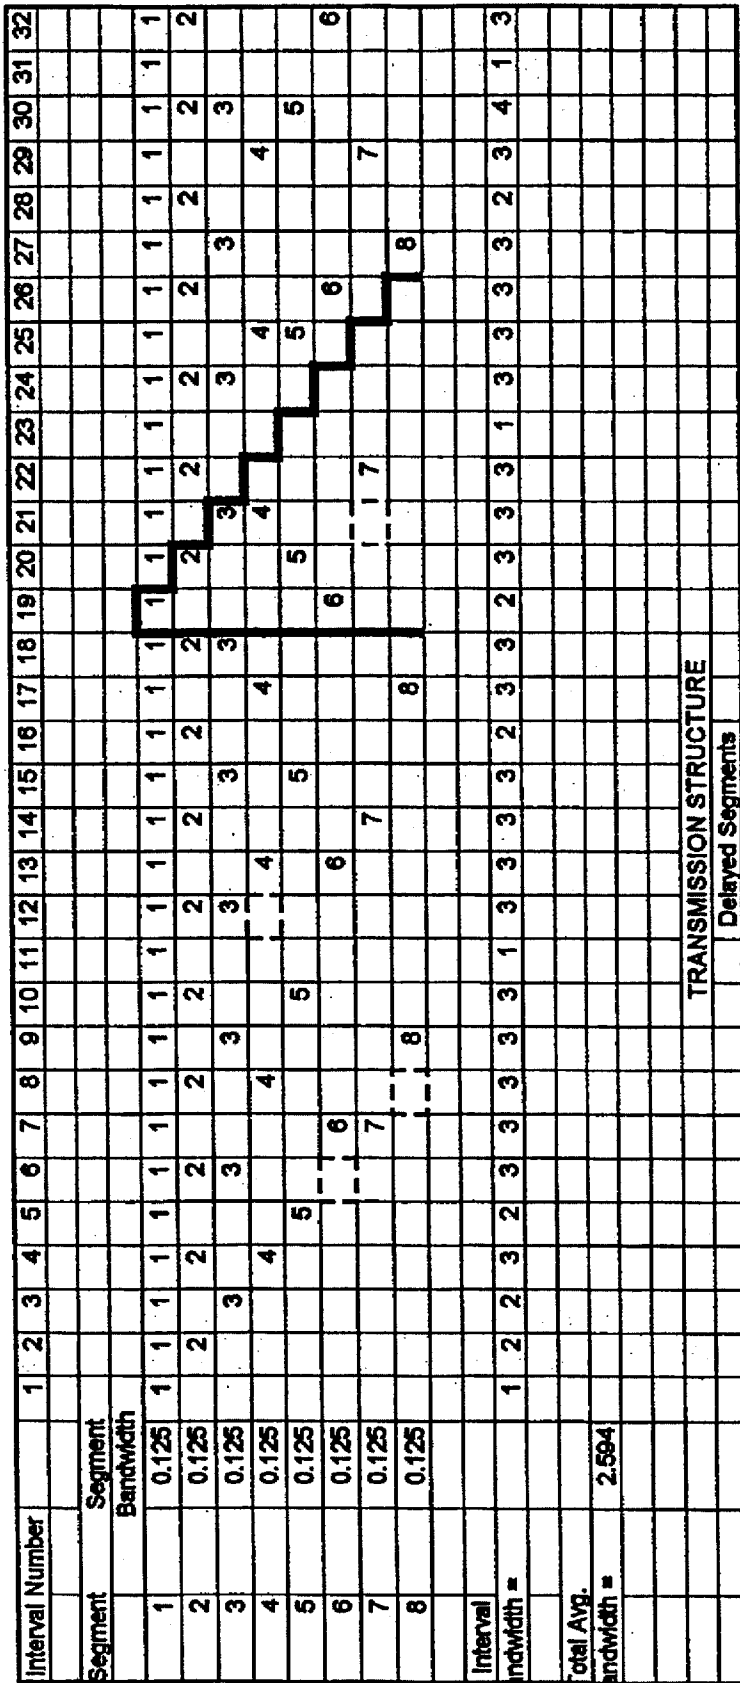 Interval Number 1 2 3 4 5 6 7 8 9 10 11 12 13 14 15 16 17 18 19 20 21 22 23 24 25 26 27 28 29 30 31 32
Segment Segment
Bandwidth
1 0.125 1 1 1 1 1 1 1 1 1 1 1 1 1 1 1 1 1 1 1 1 1 1 1 1 1 1 1 1 1 1 1 1
2 0.125 2 2 2 2 2 2 2 2 2 2 2 2 2 2 2 2
3 0.125 3 3 3 3 3 3 3 3 3 3
4 0.125 4 4 4 4 4 4 4
5 0.125 5 5 5 5 5 5
6 0.125 6 6 6 6 6
7 0.125 7 7 7 7
8 0.125 8 8 8
Interval
ndwidth = 1 2 2 3 2 3 3 3 3 3 1 3 3 3 3 2 3 3 2 3 3 3 1 3 3 3 3 2 3 4 1 3
otal Avg.
andwidth = 2.594
TRANSMISSION STRUCTURE
Delayed Segments